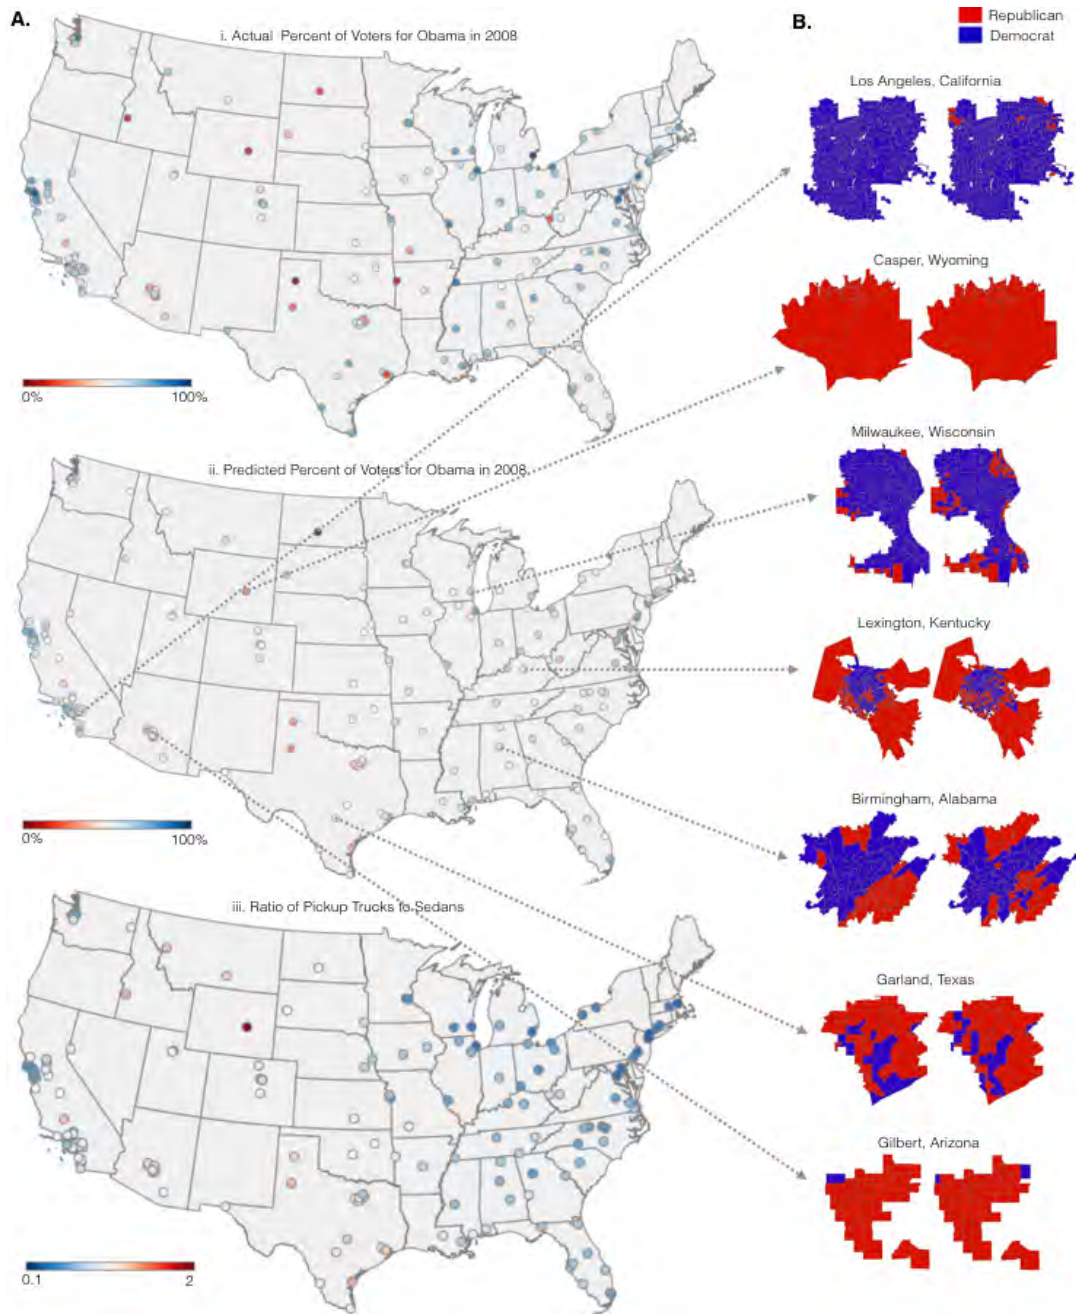 A.
i. Actual Percent of Voters for Obama in 2008
0% 100%
ii. Predicted Percent of Voters for Obama in 2008
0% 100%
iii. Ratio of Pickup Trucks to Sedans
0.1 2
B.
Republican
Democrat
Los Angeles, California
Casper, Wyoming
Milwaukee, Wisconsin
Lexington, Kentucky
Birmingham, Alabama
Garland, Texas
Gilbert, Arizona